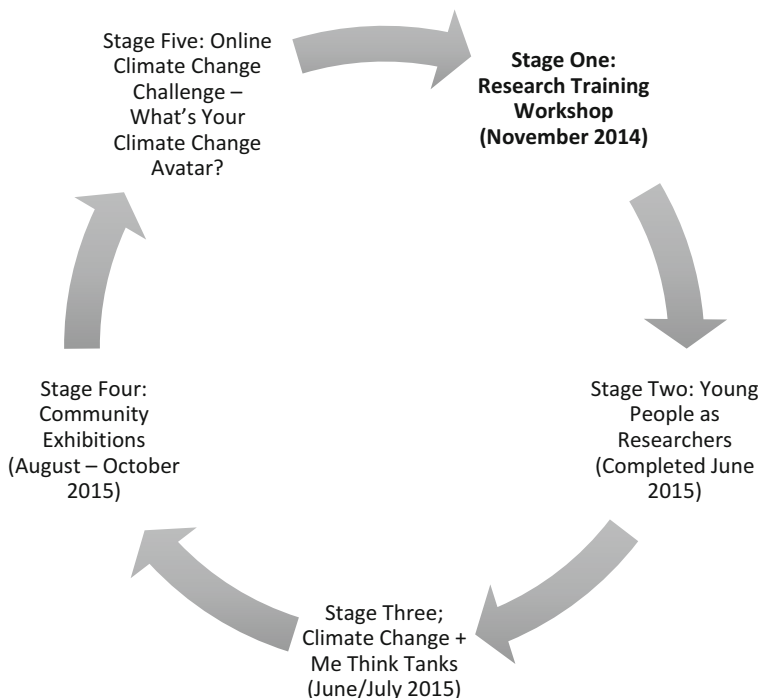 Stage One:
Research Training
Workshop
(November 2014)
Stage Two: Young
People as
Researchers
(Completed June
2015)
Stage Three;
Climate Change +
Me Think Tanks
(June/July 2015)
Stage Four:
Community
Exhibitions
(August – October
2015)
Stage Five: Online
Climate Change
Challenge –
What’s Your
Climate Change
Avatar?